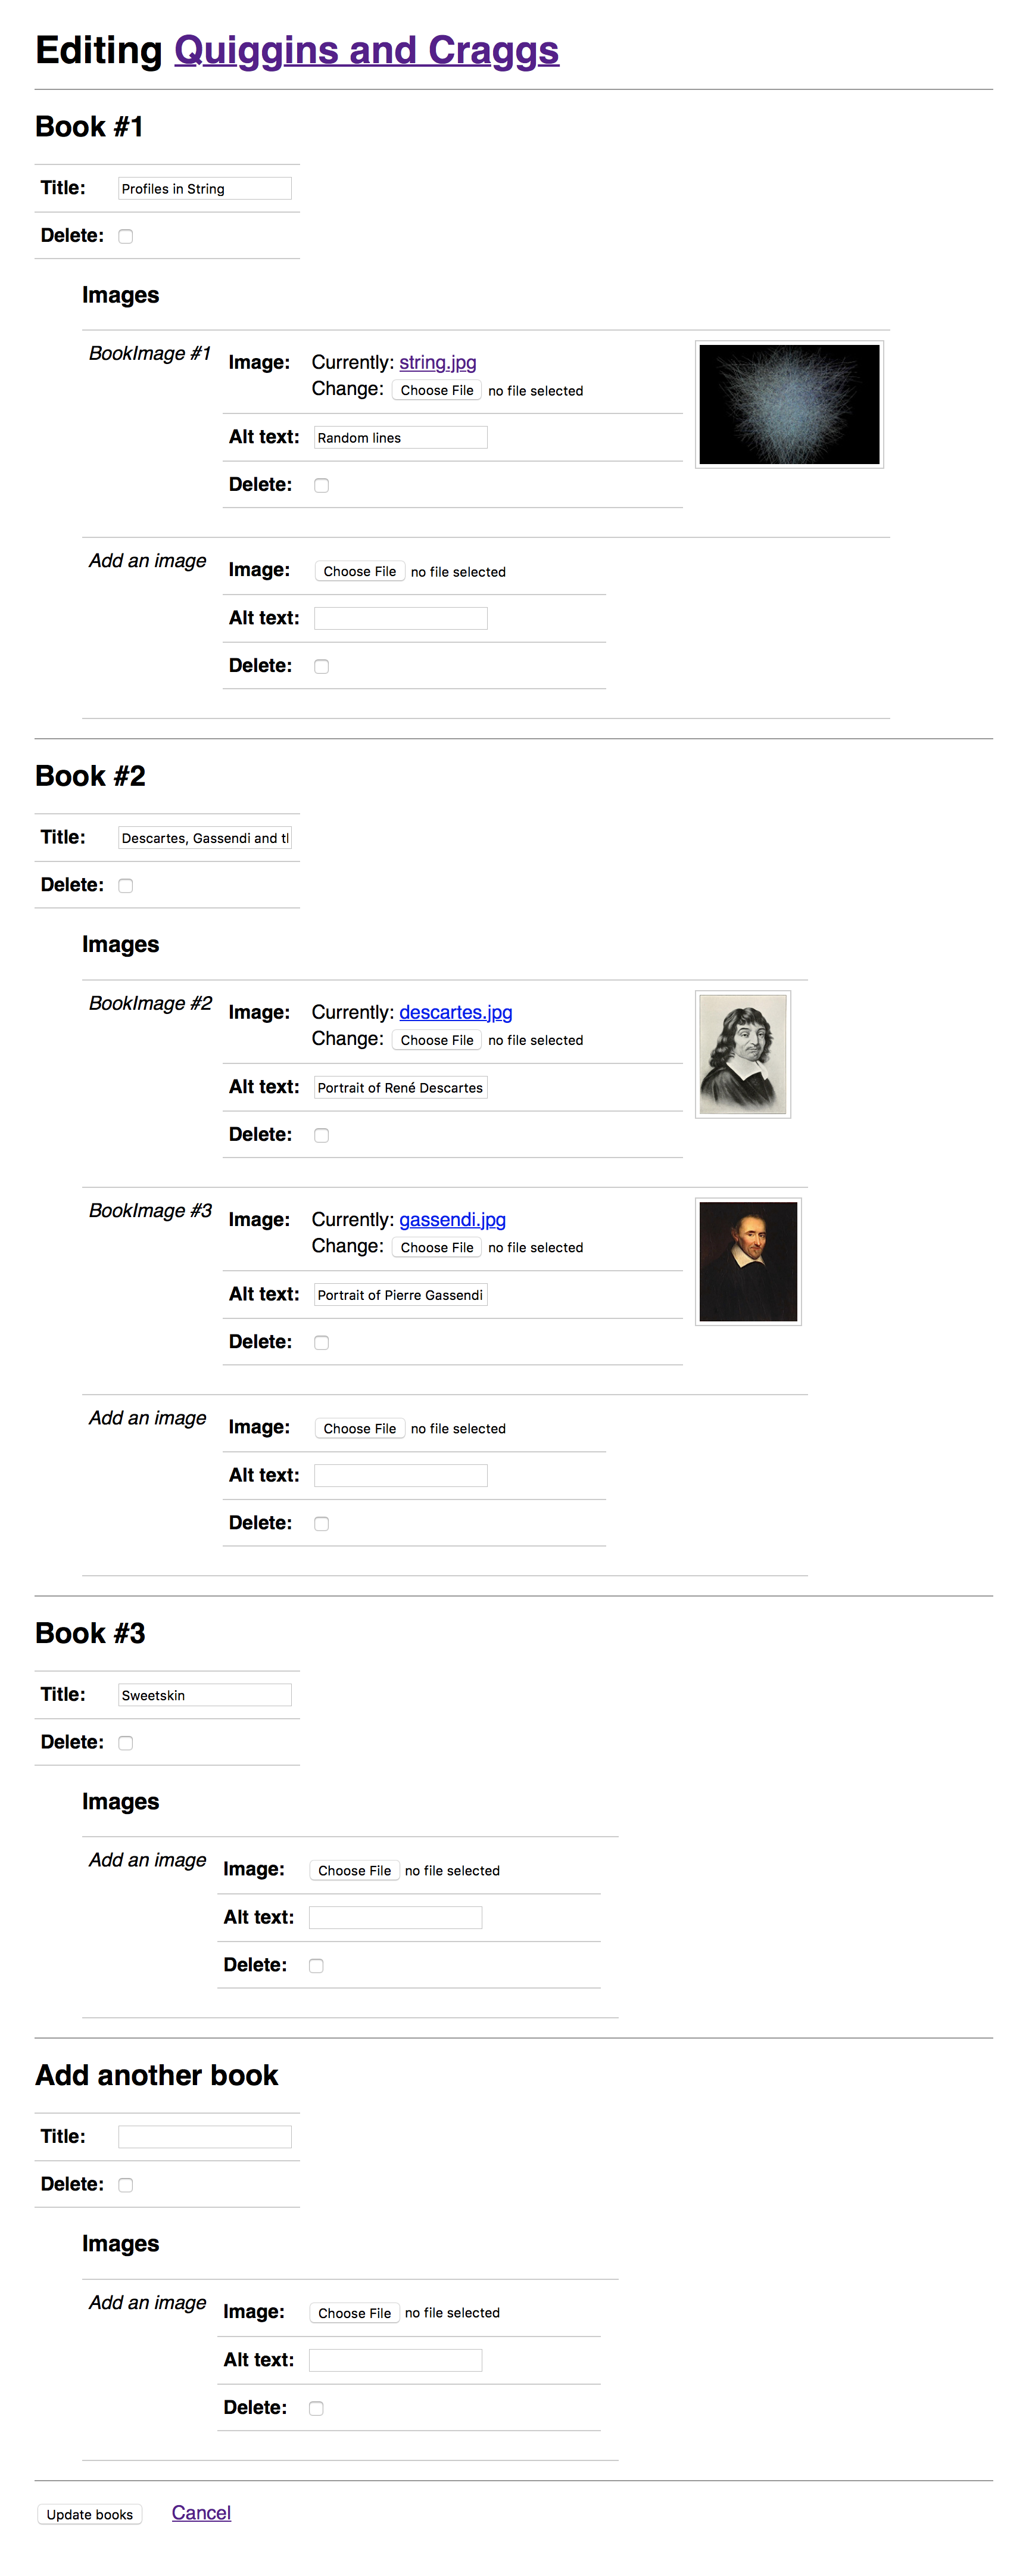 Editing Quiggins and Craggs
Book #1
Title: Profiles in String
Delete:
Images
BookImage #1
Image: Currently: string.jpg
Change: Choose File no file selected
Alt text: Random lines
Delete:
Add an image
Image: Choose File no file selected
Alt text:
Delete:
Book #2
Title: Descartes, Gassendi and
Delete:
Images
BookImage #2
Image: Currently: descartes.jpg
Change: Choose File no file selected
Alt text: Portrait of René Descartes
Delete:
BookImage #3
Image: Currently: gassendi.jpg
Change: Choose File no file selected
Alt text: Portrait of Pierre Gassendi
Delete:
Add an image
Image: Choose File no file selected
Alt text:
Delete:
Book #3
Title: Sweetskin
Delete:
Images
Add an image
Image: Choose File no file selected
Alt text:
Delete:
Add another book
Title:
Delete:
Images
Add an image
Image: Choose File no file selected
Alt text:
Delete:
Update books Cancel